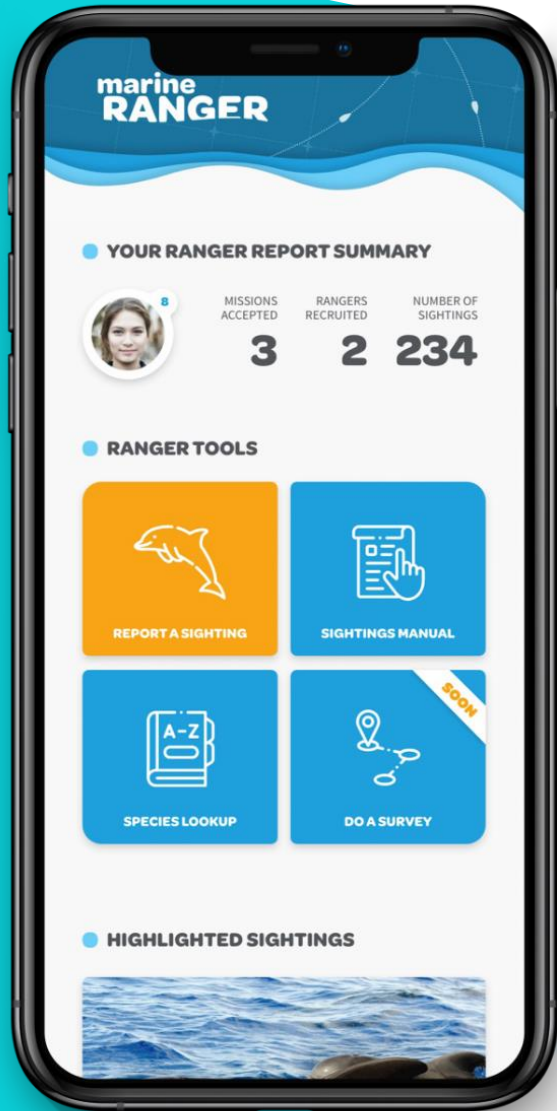 marine
RANGER
YOUR RANGER REPORT SUMMARY
8
MISSIONS
ACCEPTED
3
RANGERS
RECRUITED
2
NUMBER OF
SIGHTINGS
234
RANGER TOOLS
REPORT A SIGHTING
SIGHTINGS MANUAL
A-Z
SPECIES LOOKUP
SOON
DO A SURVEY
HIGHLIGHTED SIGHTINGS